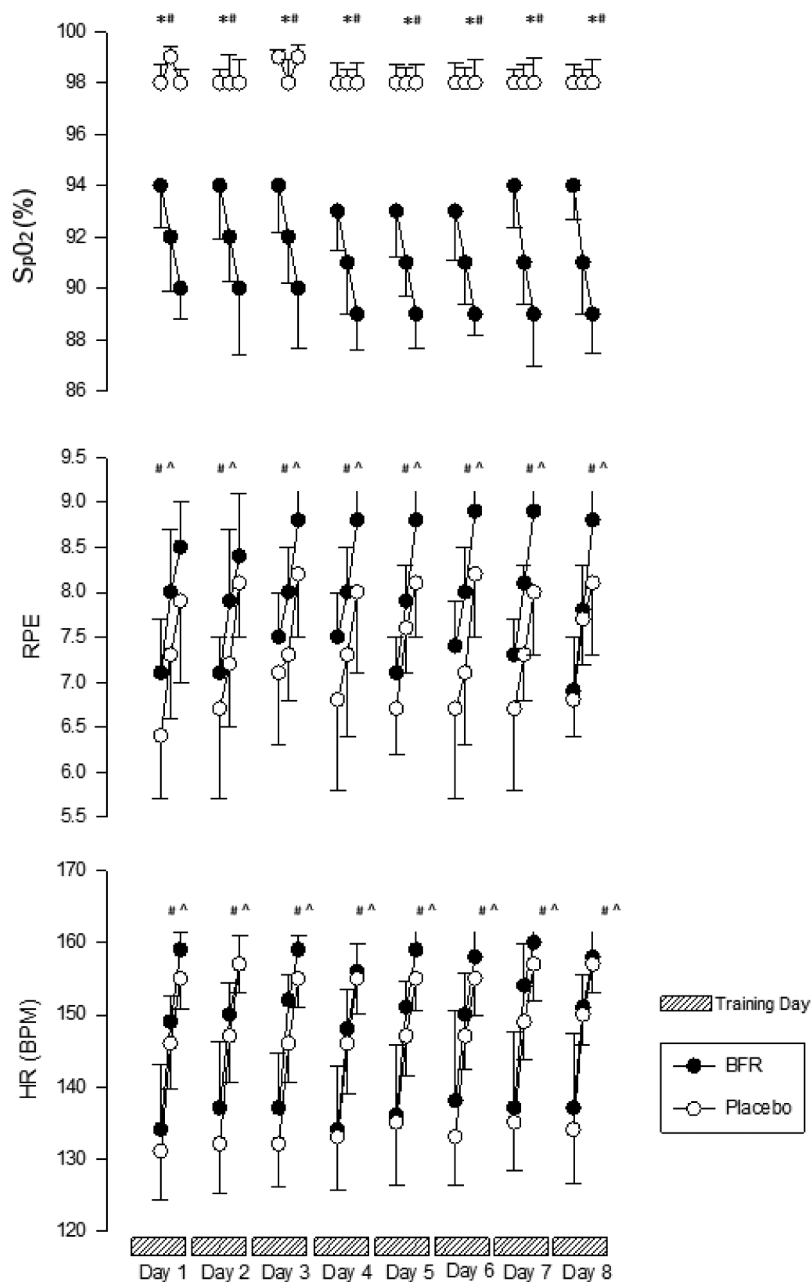 *# *# *# *# *# *# *# *#
100
98
96
94
92
90
88
86
Sp0₂ (%)
# ^ # ^ # ^ # ^ # ^ # ^ # ^ # ^
9.5
9.0
8.5
8.0
7.5
7.0
6.5
6.0
5.5
RPE
# ^ # ^ # ^ # ^ # ^ # ^ # ^ # ^
170
160
150
140
130
120
HR (BPM)
Day 1 Day 2 Day 3 Day 4 Day 5 Day 6 Day 7 Day 8
Training Day
BFR
Placebo